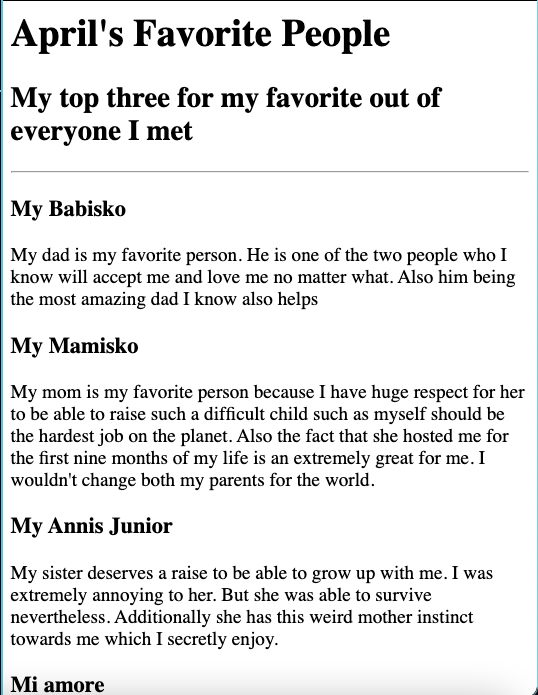 April's Favorite People
My top three for my favorite out of
everyone I met
My Babisko
My dad is my favorite person. He is one of the two people who I
know will accept me and love me no matter what. Also him being
the most amazing dad I know also helps
My Mamisko
My mom is my favorite person because I have huge respect for her
to be able to raise such a difficult child such as myself should be
the hardest job on the planet. Also the fact that she hosted me for
the first nine months of my life is an extremely great for me. I
wouldn't change both my parents for the world.
My Annis Junior
My sister deserves a raise to be able to grow up with me. I was
extremely annoying to her. But she was able to survive
nevertheless. Additionally she has this weird mother instinct
towards me which I secretly enjoy.
Mi amore